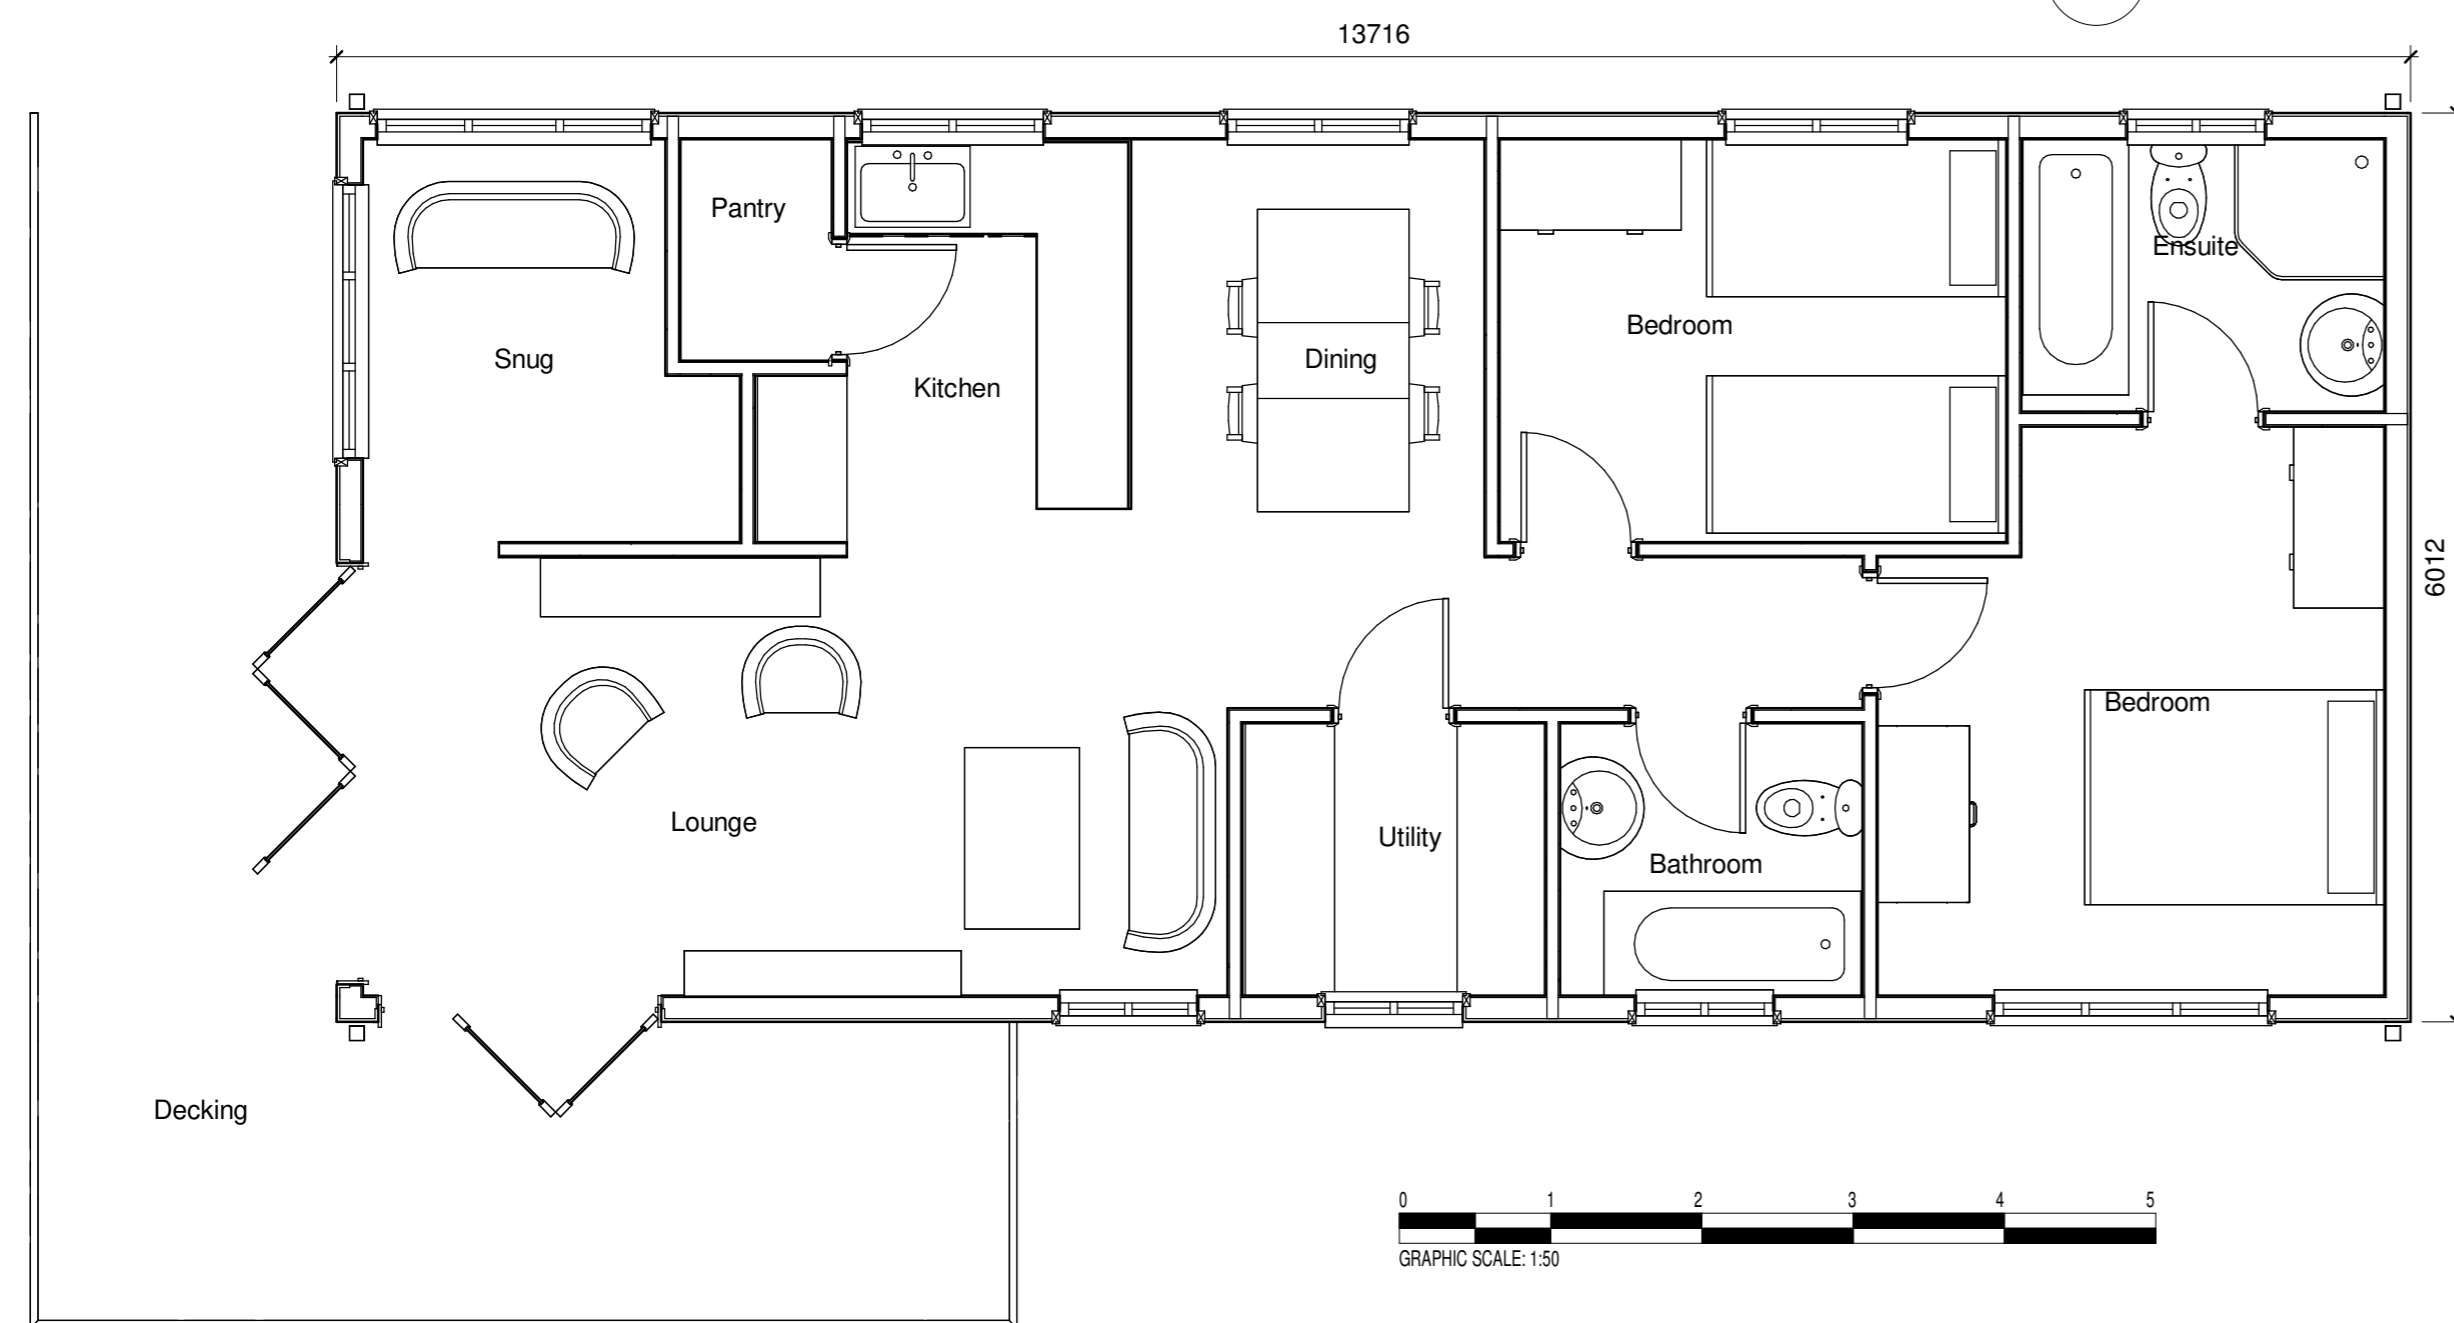 13716
Pantry
Ensuite
Bedroom
Snug
Dining
Kitchen
6012
Bedroom
Lounge
Utility
Bathroom
Decking
0 1 2 3 4 5
GRAPHIC SCALE: 1:50